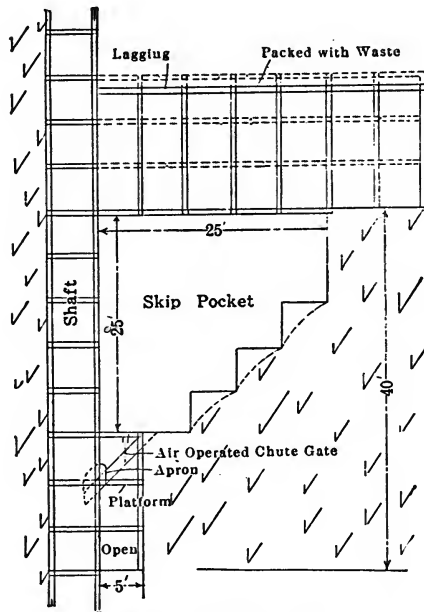 Lagging
Packed with Waste
25'
Skip Pocket
Shaft
25'
40'
Air Operated Chute Gate
Apron
Platform
Open
5'